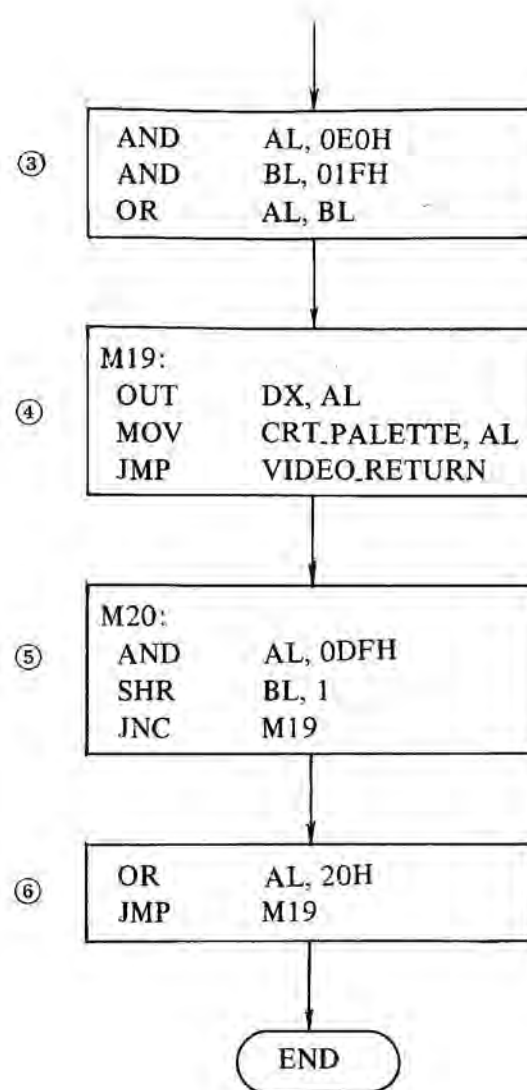 ③
AND AL, 0E0H
AND BL, 01FH
OR AL, BL
④
M19:
OUT DX, AL
MOV CRT_PALETTE, AL
JMP VIDEO_RETURN
⑤
M20:
AND AL, 0DFH
SHR BL, 1
JNC M19
⑥
OR AL, 20H
JMP M19
END